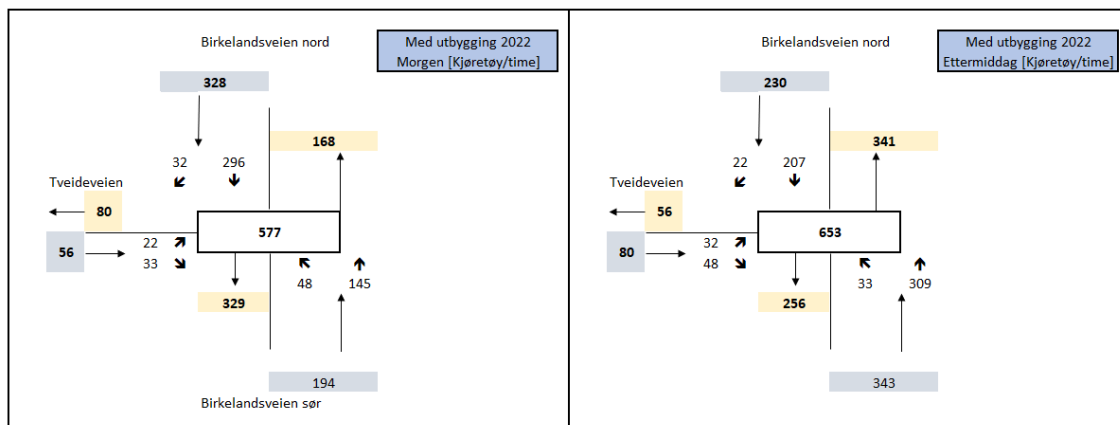 Birkelandsveien nord
Med utbygging 2022
Morgen [Kjøretøy/time]
328
168
32
296
Tveideveien
80
577
56
22
33
48
145
329
194
Birkelandsveien sør
Birkelandsveien nord
Med utbygging 2022
Ettermiddag [Kjøretøy/time]
230
341
22
207
Tveideveien
56
653
80
32
48
33
309
256
343